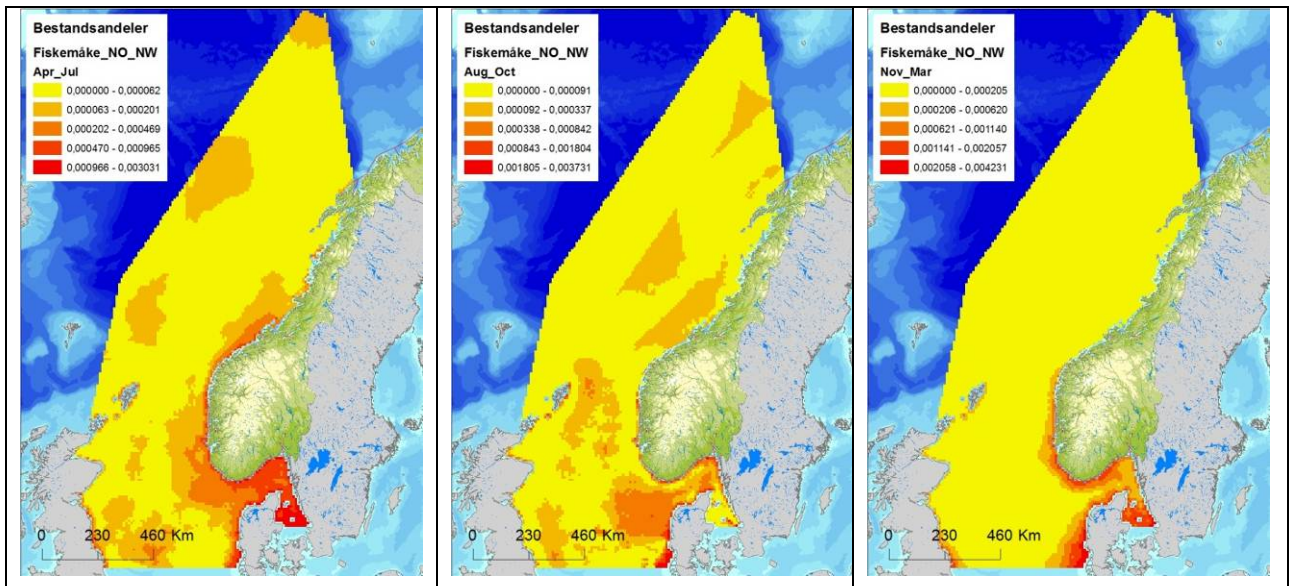 Bestandsandeler
Fiskemåke_NO_NW
Apr_Jul
0,000000 - 0,000062
0,000063 - 0,000201
0,000202 - 0,000469
0,000470 - 0,000965
0,000966 - 0,003031
0 230 460 Km
Bestandsandeler
Fiskemåke_NO_NW
Aug_Oct
0,000000 - 0,000091
0,000092 - 0,000337
0,000338 - 0,000842
0,000843 - 0,001804
0,001805 - 0,003731
0 230 460 Km
Bestandsandeler
Fiskemåke_NO_NW
Nov_Mar
0,000000 - 0,000205
0,000206 - 0,000620
0,000621 - 0,001140
0,001141 - 0,002057
0,002058 - 0,004231
0 230 460 Km